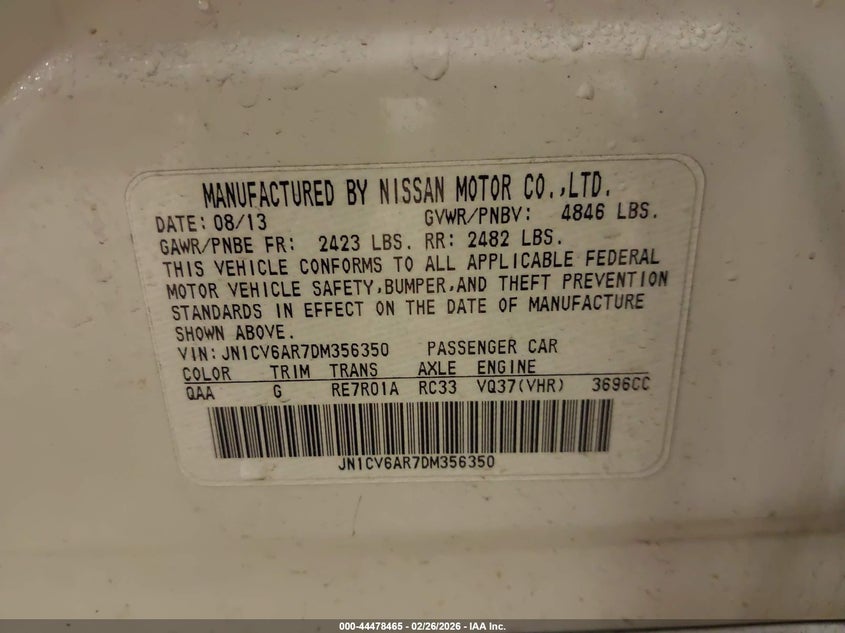 MANUFACTURED BY NISSAN MOTOR CO.,LTD.
DATE: 08/13 GVWR/PNBV: 4846 LBS.
GAWR/PNBE FR: 2423 LBS. RR: 2482 LBS.
THIS VEHICLE CONFORMS TO ALL APPLICABLE FEDERAL
MOTOR VEHICLE SAFETY,BUMPER,AND THEFT PREVENTION
STANDARDS IN EFFECT ON THE DATE OF MANUFACTURE
SHOWN ABOVE.
VIN: JN1CV6AR7DM356350 PASSENGER CAR
COLOR TRIM TRANS AXLE ENGINE
QAA G RE7R01A RC33 VQ37(VHR) 3696CC
JN1CV6AR7DM356350
000-44478465 - 02/26/2026 - IAA Inc.